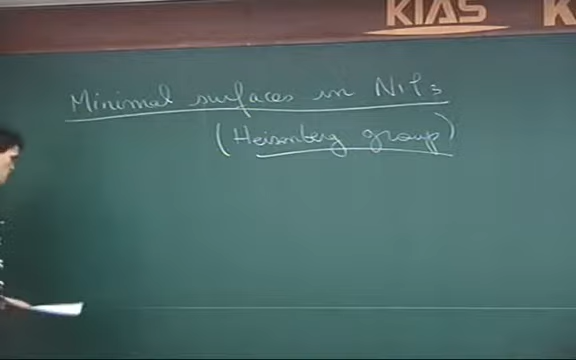 KIAS K
Minimal surfaces in Nil₃
(Heisenberg group)